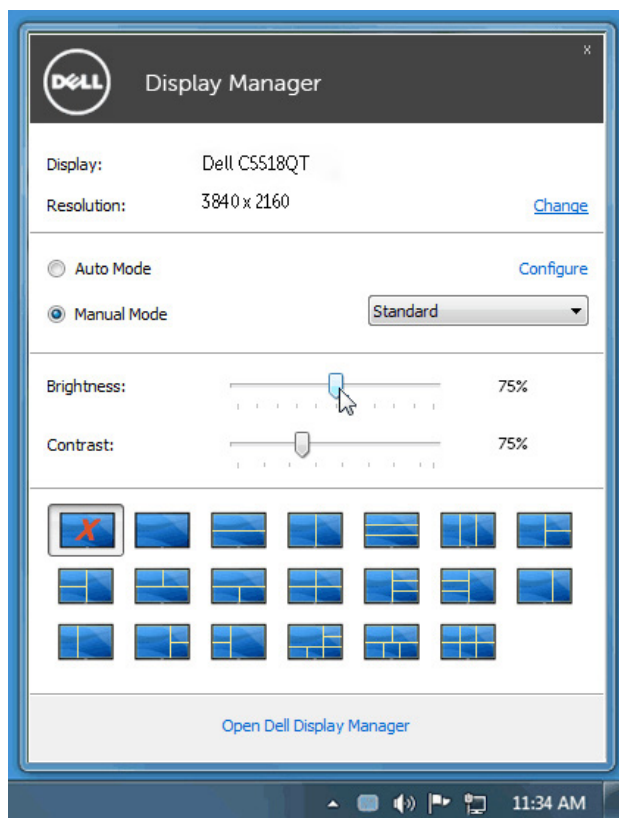 DELL Display Manager x
Display: Dell C5518QT
Resolution: 3840 x 2160 Change
Auto Mode Configure
Manual Mode Standard
Brightness: 75%
Contrast: 75%
Open Dell Display Manager
11:34 AM